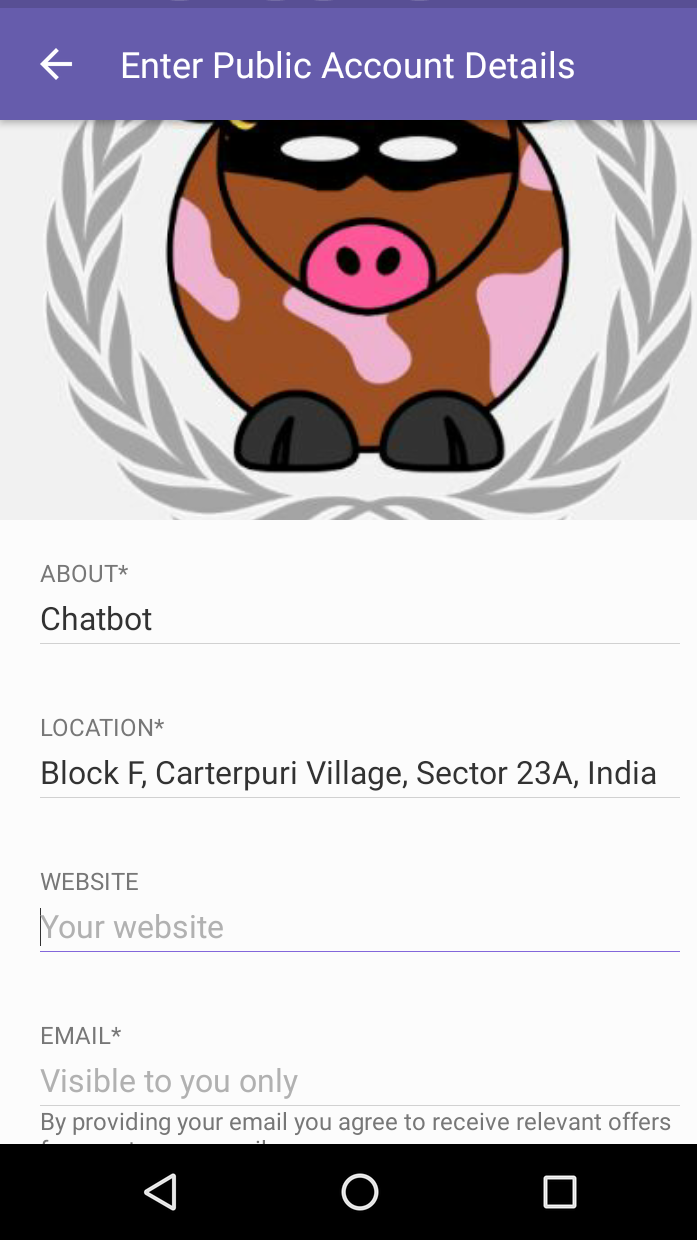 Enter Public Account Details
ABOUT*
Chatbot
LOCATION*
Block F, Carterpuri Village, Sector 23A, India
WEBSITE
Your website
EMAIL*
Visible to you only
By providing your email you agree to receive relevant offers